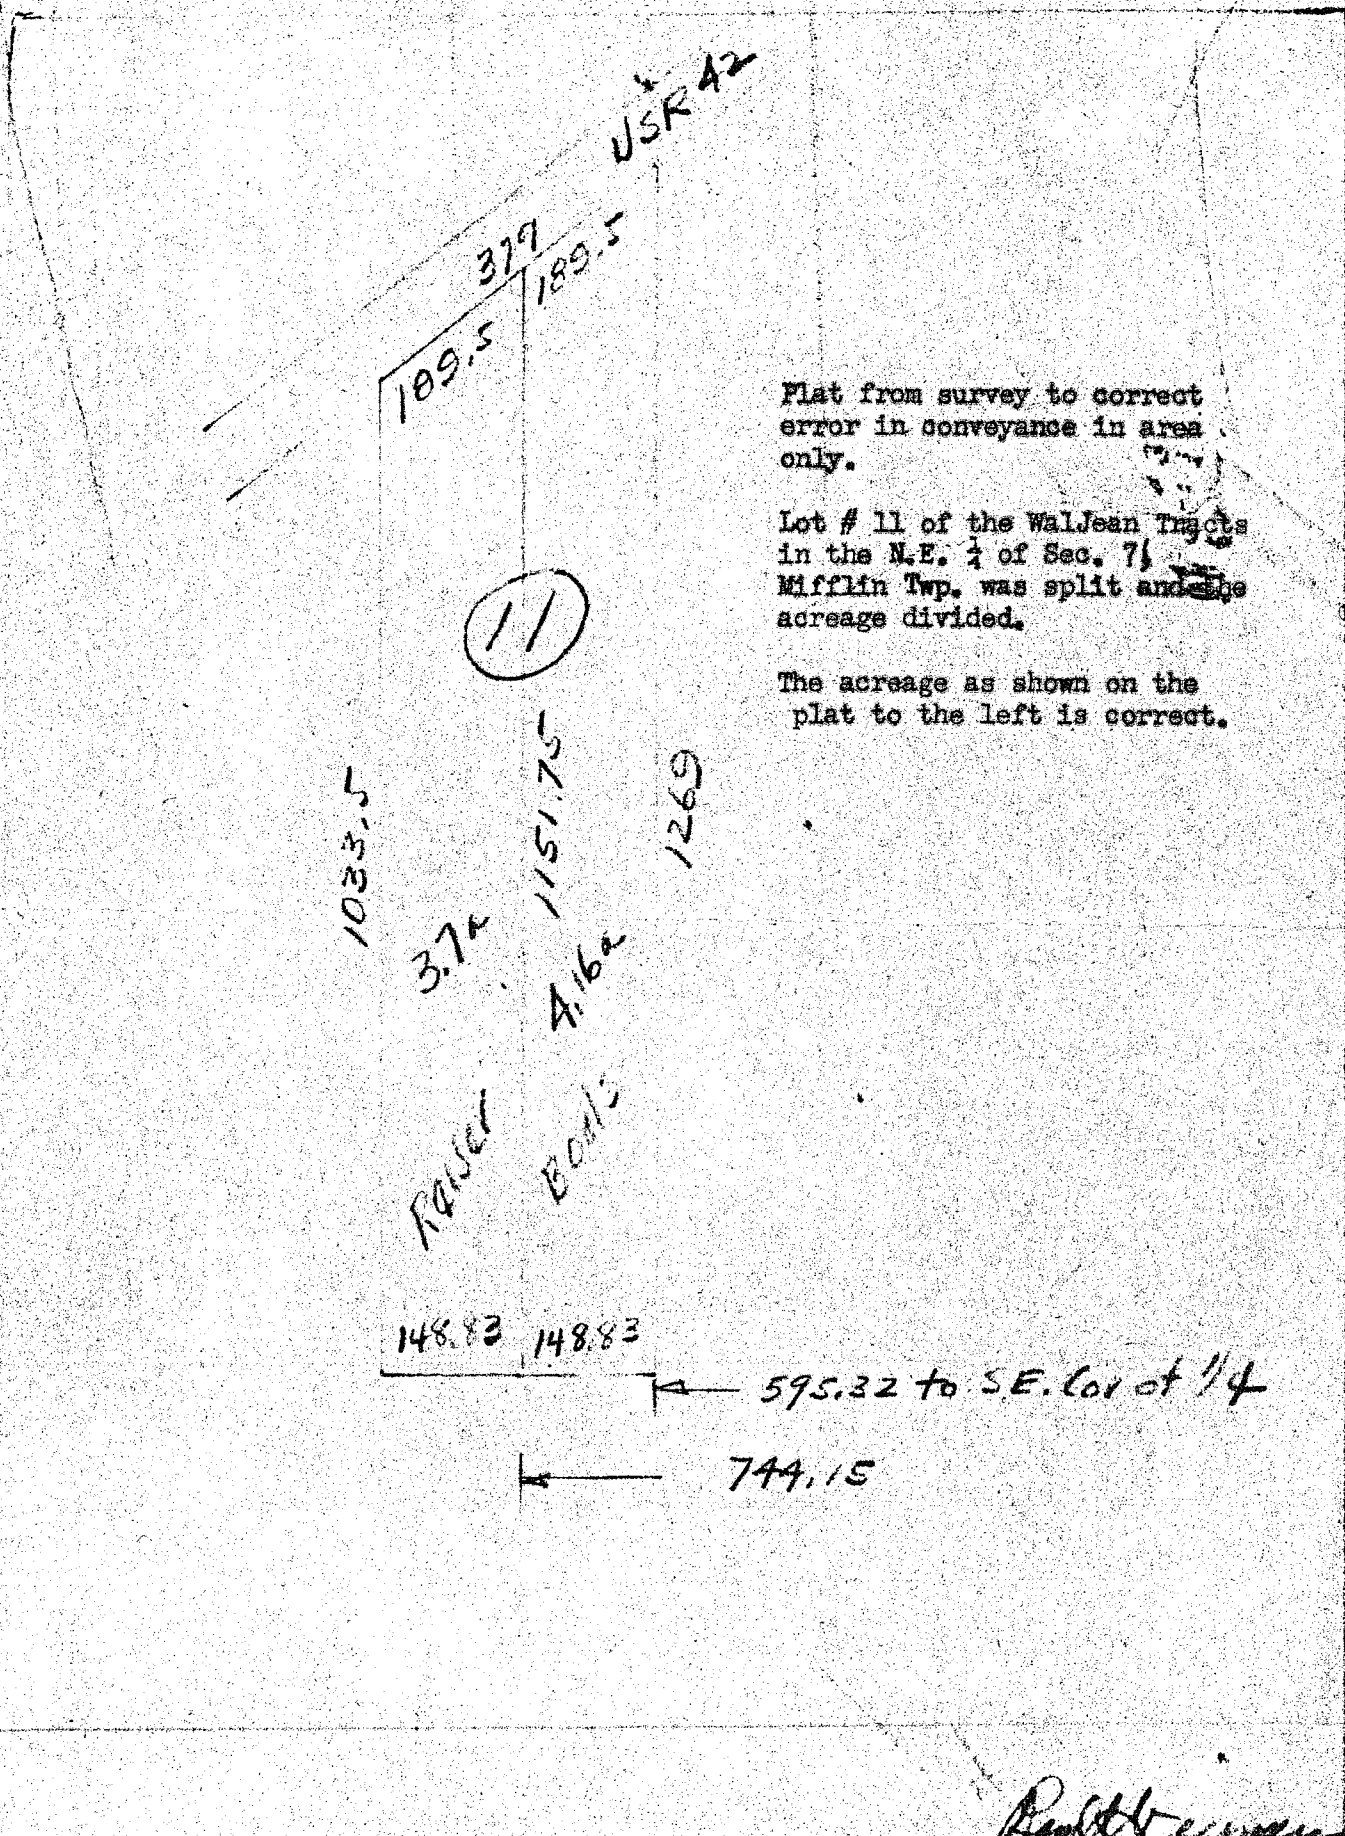 USR 42
379
189.5
189.5
Plat from survey to correct
error in conveyance in area
only.
Lot # 11 of the WalJean Tracts
in the N.E. ¼ of Sec. 7,
Mifflin Twp. was split and the
acreage divided.
The acreage as shown on the
plat to the left is correct.
11
1033.5
1151.75
1269
3.7a
4.16a
148.83 148.83
595.32 to S E. Cor of 1/4
744.15